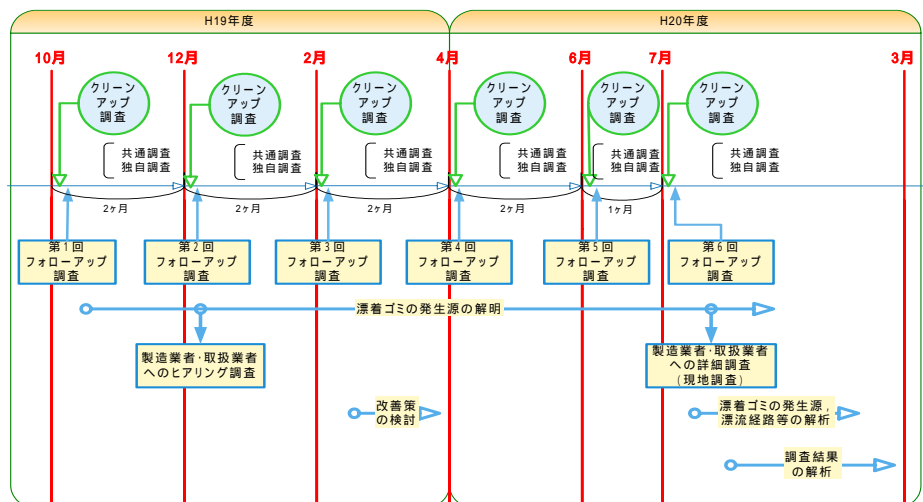 H19年度
H20年度
10月
12月
2月
4月
6月
7月
3月
クリーン
アップ
調査
クリーン
アップ
調査
クリーン
アップ
調査
クリーン
アップ
調査
クリーン
アップ
調査
クリーン
アップ
調査
共通調査
独自調査
共通調査
独自調査
共通調査
独自調査
共通調査
独自調査
共通調査
独自調査
共通調査
独自調査
2ヶ月
2ヶ月
2ヶ月
2ヶ月
1ヶ月
第1回
フォローアップ
調査
第2回
フォローアップ
調査
第3回
フォローアップ
調査
第4回
フォローアップ
調査
第5回
フォローアップ
調査
第6回
フォローアップ
調査
漂着ゴミの発生源の解明
製造業者・取扱業者
へのヒアリング調査
製造業者・取扱業者
への詳細調査
(現地調査)
改善策
の検討
漂着ゴミの発生源,
漂流経路等の解析
調査結果
の解析